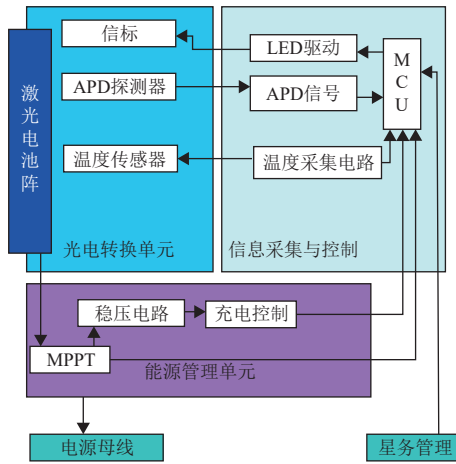 信标
LED驱动
MCU
激光电池阵
APD探测器
APD信号
温度传感器
温度采集电路
光电转换单元
信息采集与控制
稳压电路
充电控制
MPPT
能源管理单元
电源母线
星务管理